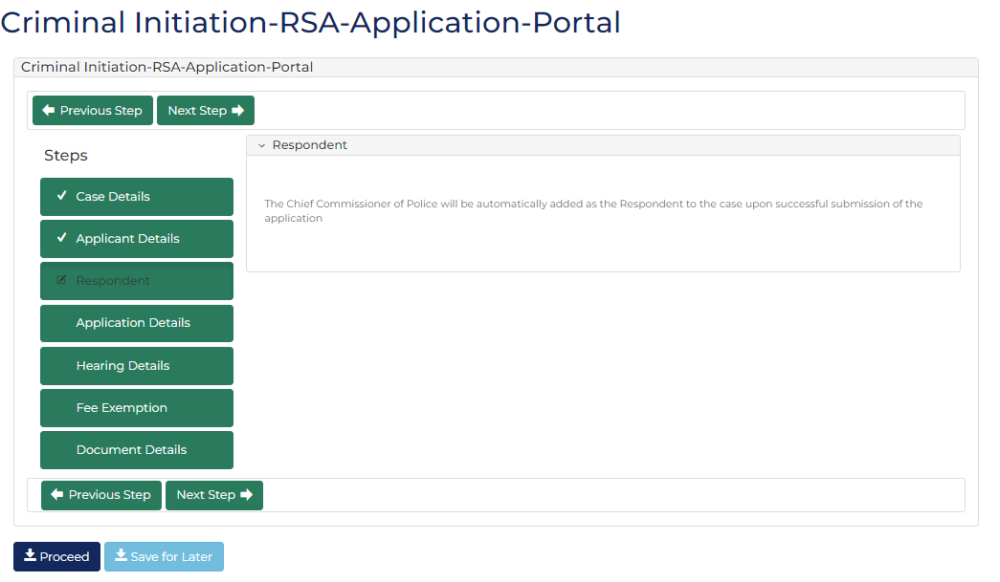 Criminal Initiation-RSA-Application-Portal
Criminal Initiation-RSA-Application-Portal
Previous Step
Next Step
Steps
Case Details
Applicant Details
Respondent
Application Details
Hearing Details
Fee Exemption
Document Details
Respondent
The Chief Commissioner of Police will be automatically added as the Respondent to the case upon successful submission of the
application
Previous Step
Next Step
Proceed
Save for Later